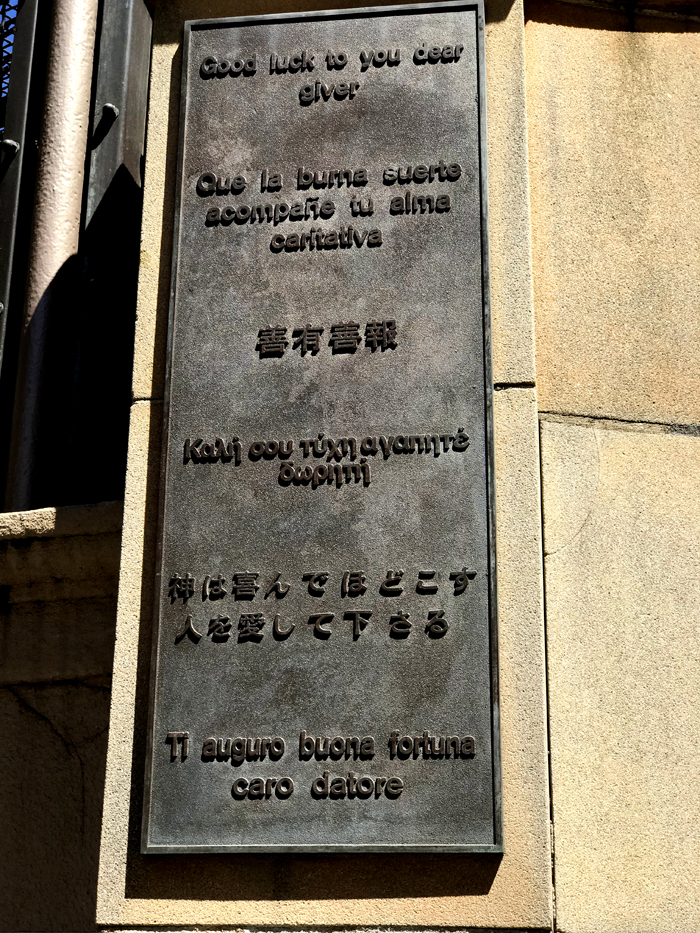 Good luck to you dear
giver
Que la burna suerte
acompañe tu alma
caritativa
善有善報
Καλή σου τύχη αγαπητέ
δωρητή
神は喜んでほどこす
人を愛して下さる
Ti auguro buona fortuna
caro datore